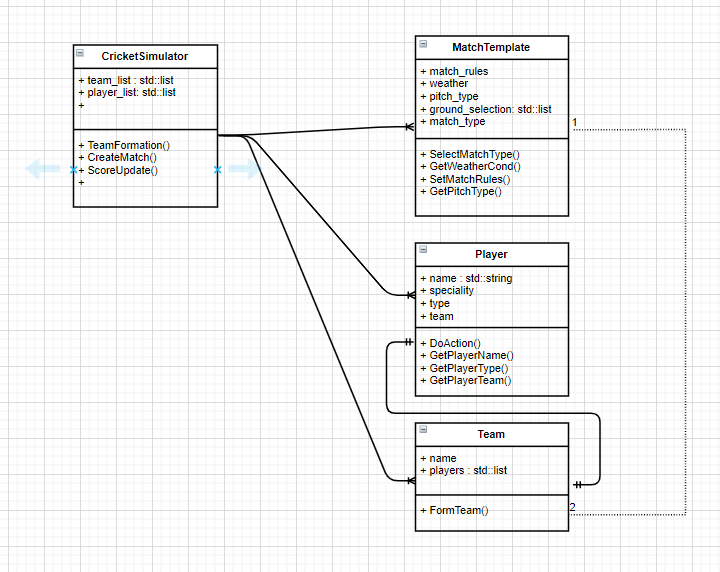 CricketSimulator
+ team_list : std::list
+ player_list: std::list
+
+ TeamFormation()
+ CreateMatch()
+ ScoreUpdate()
+
MatchTemplate
+ match_rules
+ weather
+ pitch_type
+ ground_selection: std::list
+ match_type
+ SelectMatchType()
+ GetWeatherCond()
+ SetMatchRules()
+ GetPitchType()
1
Player
+ name : std::string
+ speciality
+ type
+ team
+ DoAction()
+ GetPlayerName()
+ GetPlayerType()
+ GetPlayerTeam()
Team
+ name
+ players : std::list
+ FormTeam()
2